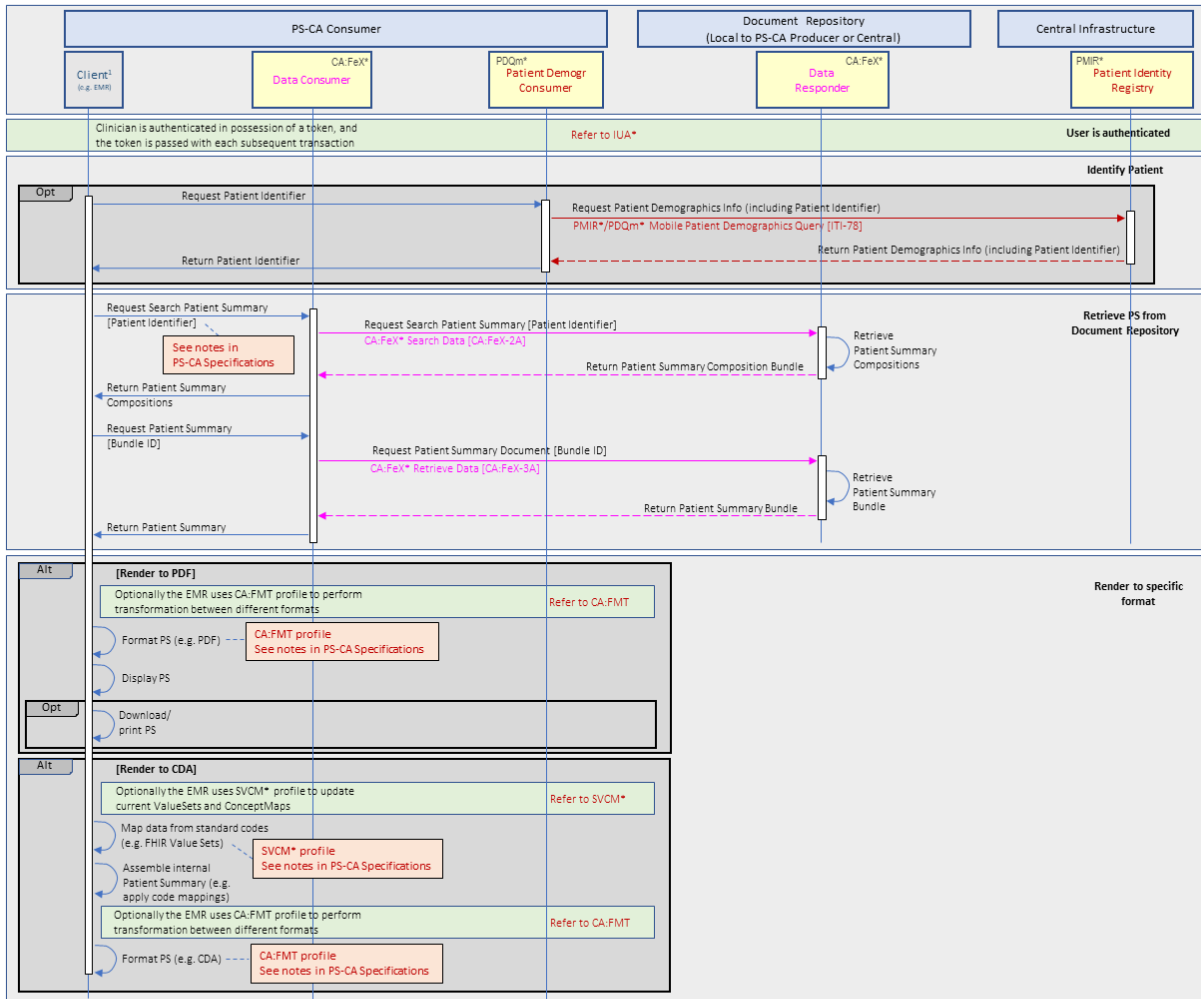 PS-CA Consumer
Document Repository
(Local to PS-CA Producer or Central)
Central Infrastructure
Client1
(e.g. EMR)
CA:FeX*
Data Consumer
PDQm*
Patient Demogr
Consumer
CA:FeX*
Data
Responder
PMIR*
Patient Identity
Registry
Clinician is authenticated in possession of a token, and
the token is passed with each subsequent transaction
Refer to IUA*
User is authenticated
Identify Patient
Opt
Request Patient Identifier
Request Patient Demographics Info (including Patient Identifier)
PMIR*/PDQm* Mobile Patient Demographics Query [ITI-78]
Return Patient Demographics Info (including Patient Identifier)
Return Patient Identifier
Retrieve PS from
Document Repository
Request Search Patient Summary
[Patient Identifier]
See notes in
PS-CA Specifications
Request Search Patient Summary [Patient Identifier]
CA:FeX* Search Data [CA:FeX-2A]
Retrieve
Patient Summary
Compositions
Return Patient Summary Composition Bundle
Return Patient Summary
Compositions
Request Patient Summary
[Bundle ID]
Request Patient Summary Document [Bundle ID]
CA:FeX* Retrieve Data [CA:FeX-3A]
Retrieve
Patient Summary
Bundle
Return Patient Summary Bundle
Return Patient Summary
Render to specific
format
Alt
[Render to PDF]
Optionally the EMR uses CA:FMT profile to perform
transformation between different formats
Refer to CA:FMT
Format PS (e.g. PDF)
CA:FMT profile
See notes in PS-CA Specifications
Display PS
Opt
Download/
print PS
Alt
[Render to CDA]
Optionally the EMR uses SVCM* profile to update
current ValueSets and ConceptMaps
Refer to SVCM*
Map data from standard codes
(e.g. FHIR Value Sets)
SVCM* profile
See notes in PS-CA Specifications
Assemble internal
Patient Summary (e.g.
apply code mappings)
Optionally the EMR uses CA:FMT profile to perform
transformation between different formats
Refer to CA:FMT
Format PS (e.g. CDA)
CA:FMT profile
See notes in PS-CA Specifications